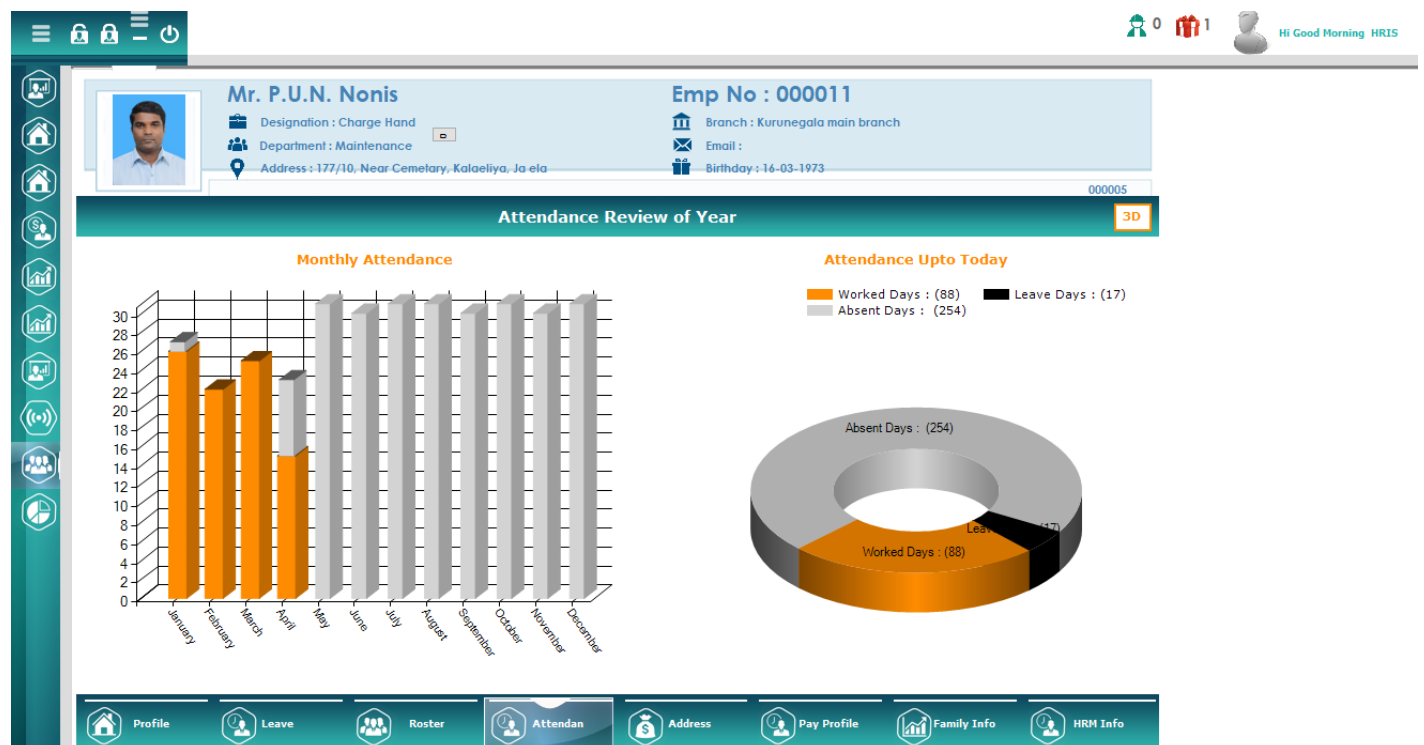 0
1
Hi Good Morning HRIS
Mr. P.U.N. Nonis
Emp No : 000011
Designation : Charge Hand
Branch : Kurunegala main branch
Department : Maintenance
Email :
Address : 177/10, Near Cemetary, Kalaeliya, Ja ela
Birthday : 16-03-1973
000005
Attendance Review of Year
3D
Monthly Attendance
Attendance Upto Today
Worked Days : (88)
Leave Days : (17)
Absent Days : (254)
30
28
26
24
22
20
18
16
14
12
10
8
6
4
2
0
January
February
March
April
May
June
July
August
September
October
November
December
Absent Days : (254)
Worked Days : (88)
Profile
Leave
Roster
Attendan
Address
Pay Profile
Family Info
HRM Info